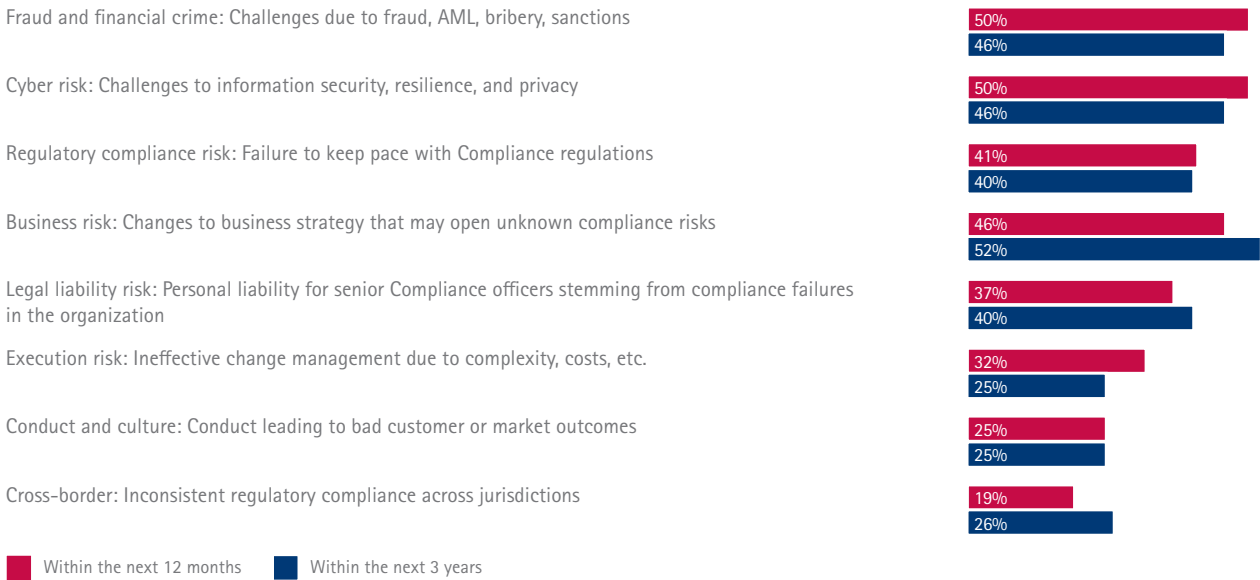 Fraud and financial crime: Challenges due to fraud, AML, bribery, sanctions
50%
46%
Cyber risk: Challenges to information security, resilience, and privacy
50%
46%
Regulatory compliance risk: Failure to keep pace with Compliance regulations
41%
40%
Business risk: Changes to business strategy that may open unknown compliance risks
46%
52%
Legal liability risk: Personal liability for senior Compliance officers stemming from compliance failures
in the organization
37%
40%
Execution risk: Ineffective change management due to complexity, costs, etc.
32%
25%
Conduct and culture: Conduct leading to bad customer or market outcomes
25%
25%
Cross-border: Inconsistent regulatory compliance across jurisdictions
19%
26%
Within the next 12 months
Within the next 3 years